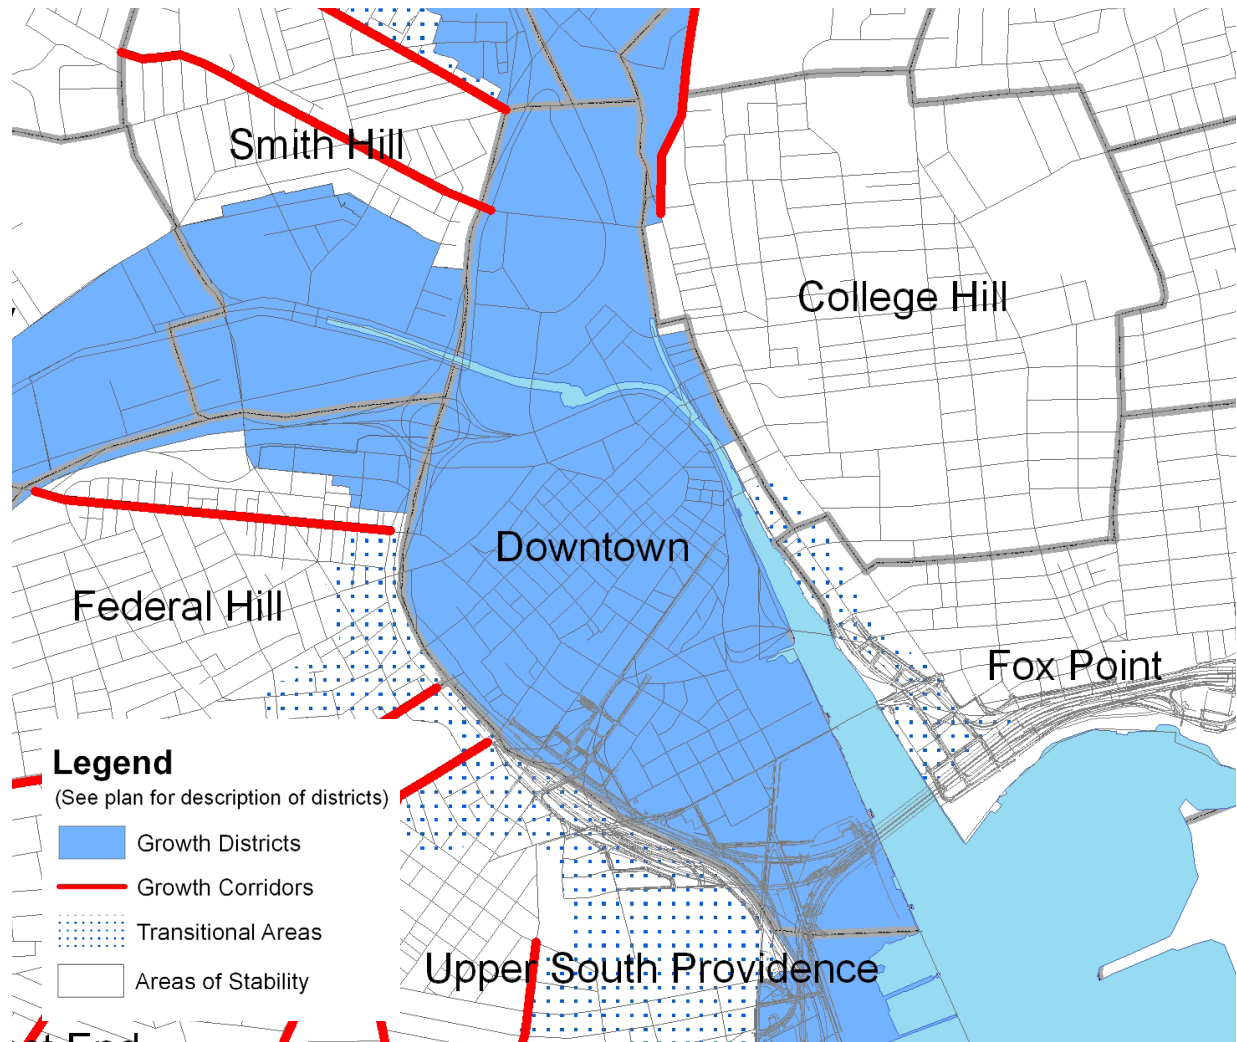 Smith Hill
College Hill
Downtown
Federal Hill
Fox Point
Legend
(See plan for description of districts)
Growth Districts
Growth Corridors
Transitional Areas
Areas of Stability
Upper South Providence
End